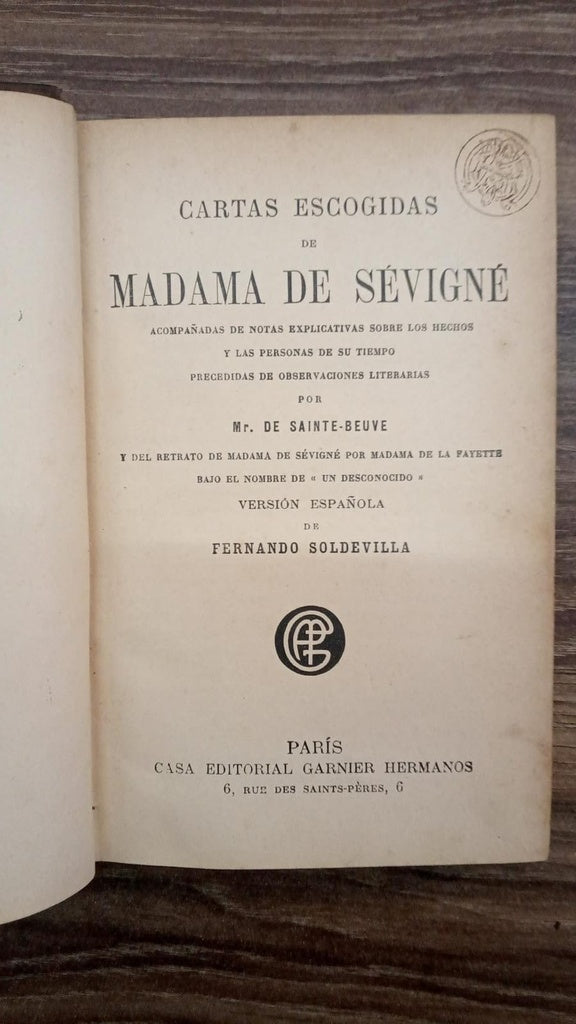 CARTAS ESCOGIDAS
DE
MADAMA DE SÉVIGNÉ
ACOMPAÑADAS DE NOTAS EXPLICATIVAS SOBRE LOS HECHOS
Y LAS PERSONAS DE SU TIEMPO
PRECEDIDAS DE OBSERVACIONES LITERARIAS
POR
Mr. DE SAINTE-BEUVE
Y DEL RETRATO DE MADAMA DE SÉVIGNÉ POR MADAMA DE LA FAYETTE
BAJO EL NOMBRE DE « UN DESCONOCIDO »
VERSIÓN ESPAÑOLA
DE
FERNANDO SOLDEVILLA
PARÍS
CASA EDITORIAL GARNIER HERMANOS
6, RUE DES SAINTS-PÈRES, 6